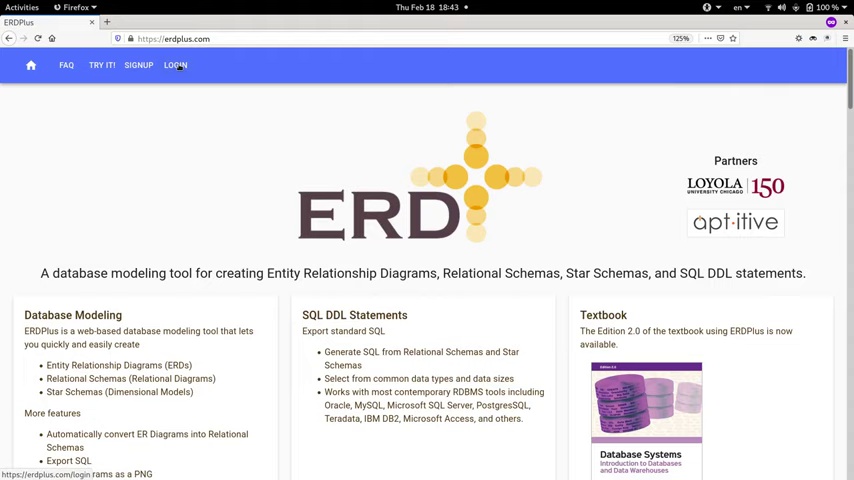 Activities
Firefox
Thu Feb 18 18:43
en
100 %
ERDPlus
https://erdplus.com
125%
FAQ
TRY IT!
SIGNUP
LOGIN
ERD
Partners
LOYOLA
UNIVERSITY CHICAGO
150
apt·itive
A database modeling tool for creating Entity Relationship Diagrams, Relational Schemas, Star Schemas, and SQL DDL statements.
Database Modeling
ERDPlus is a web-based database modeling tool that lets
you quickly and easily create
Entity Relationship Diagrams (ERDs)
Relational Schemas (Relational Diagrams)
Star Schemas (Dimensional Models)
More features
Automatically convert ER Diagrams into Relational
Schemas
Export SQL
rams as a PNG
https://erdplus.com/login
SQL DDL Statements
Export standard SQL
Generate SQL from Relational Schemas and Star
Schemas
Select from common data types and data sizes
Works with most contemporary RDBMS tools including
Oracle, MySQL, Microsoft SQL Server, PostgresSQL,
Teradata, IBM DB2, Microsoft Access, and others.
Textbook
The Edition 2.0 of the textbook using ERDPlus is now
available.
Database Systems
Introduction to Databases
and Data Warehouses